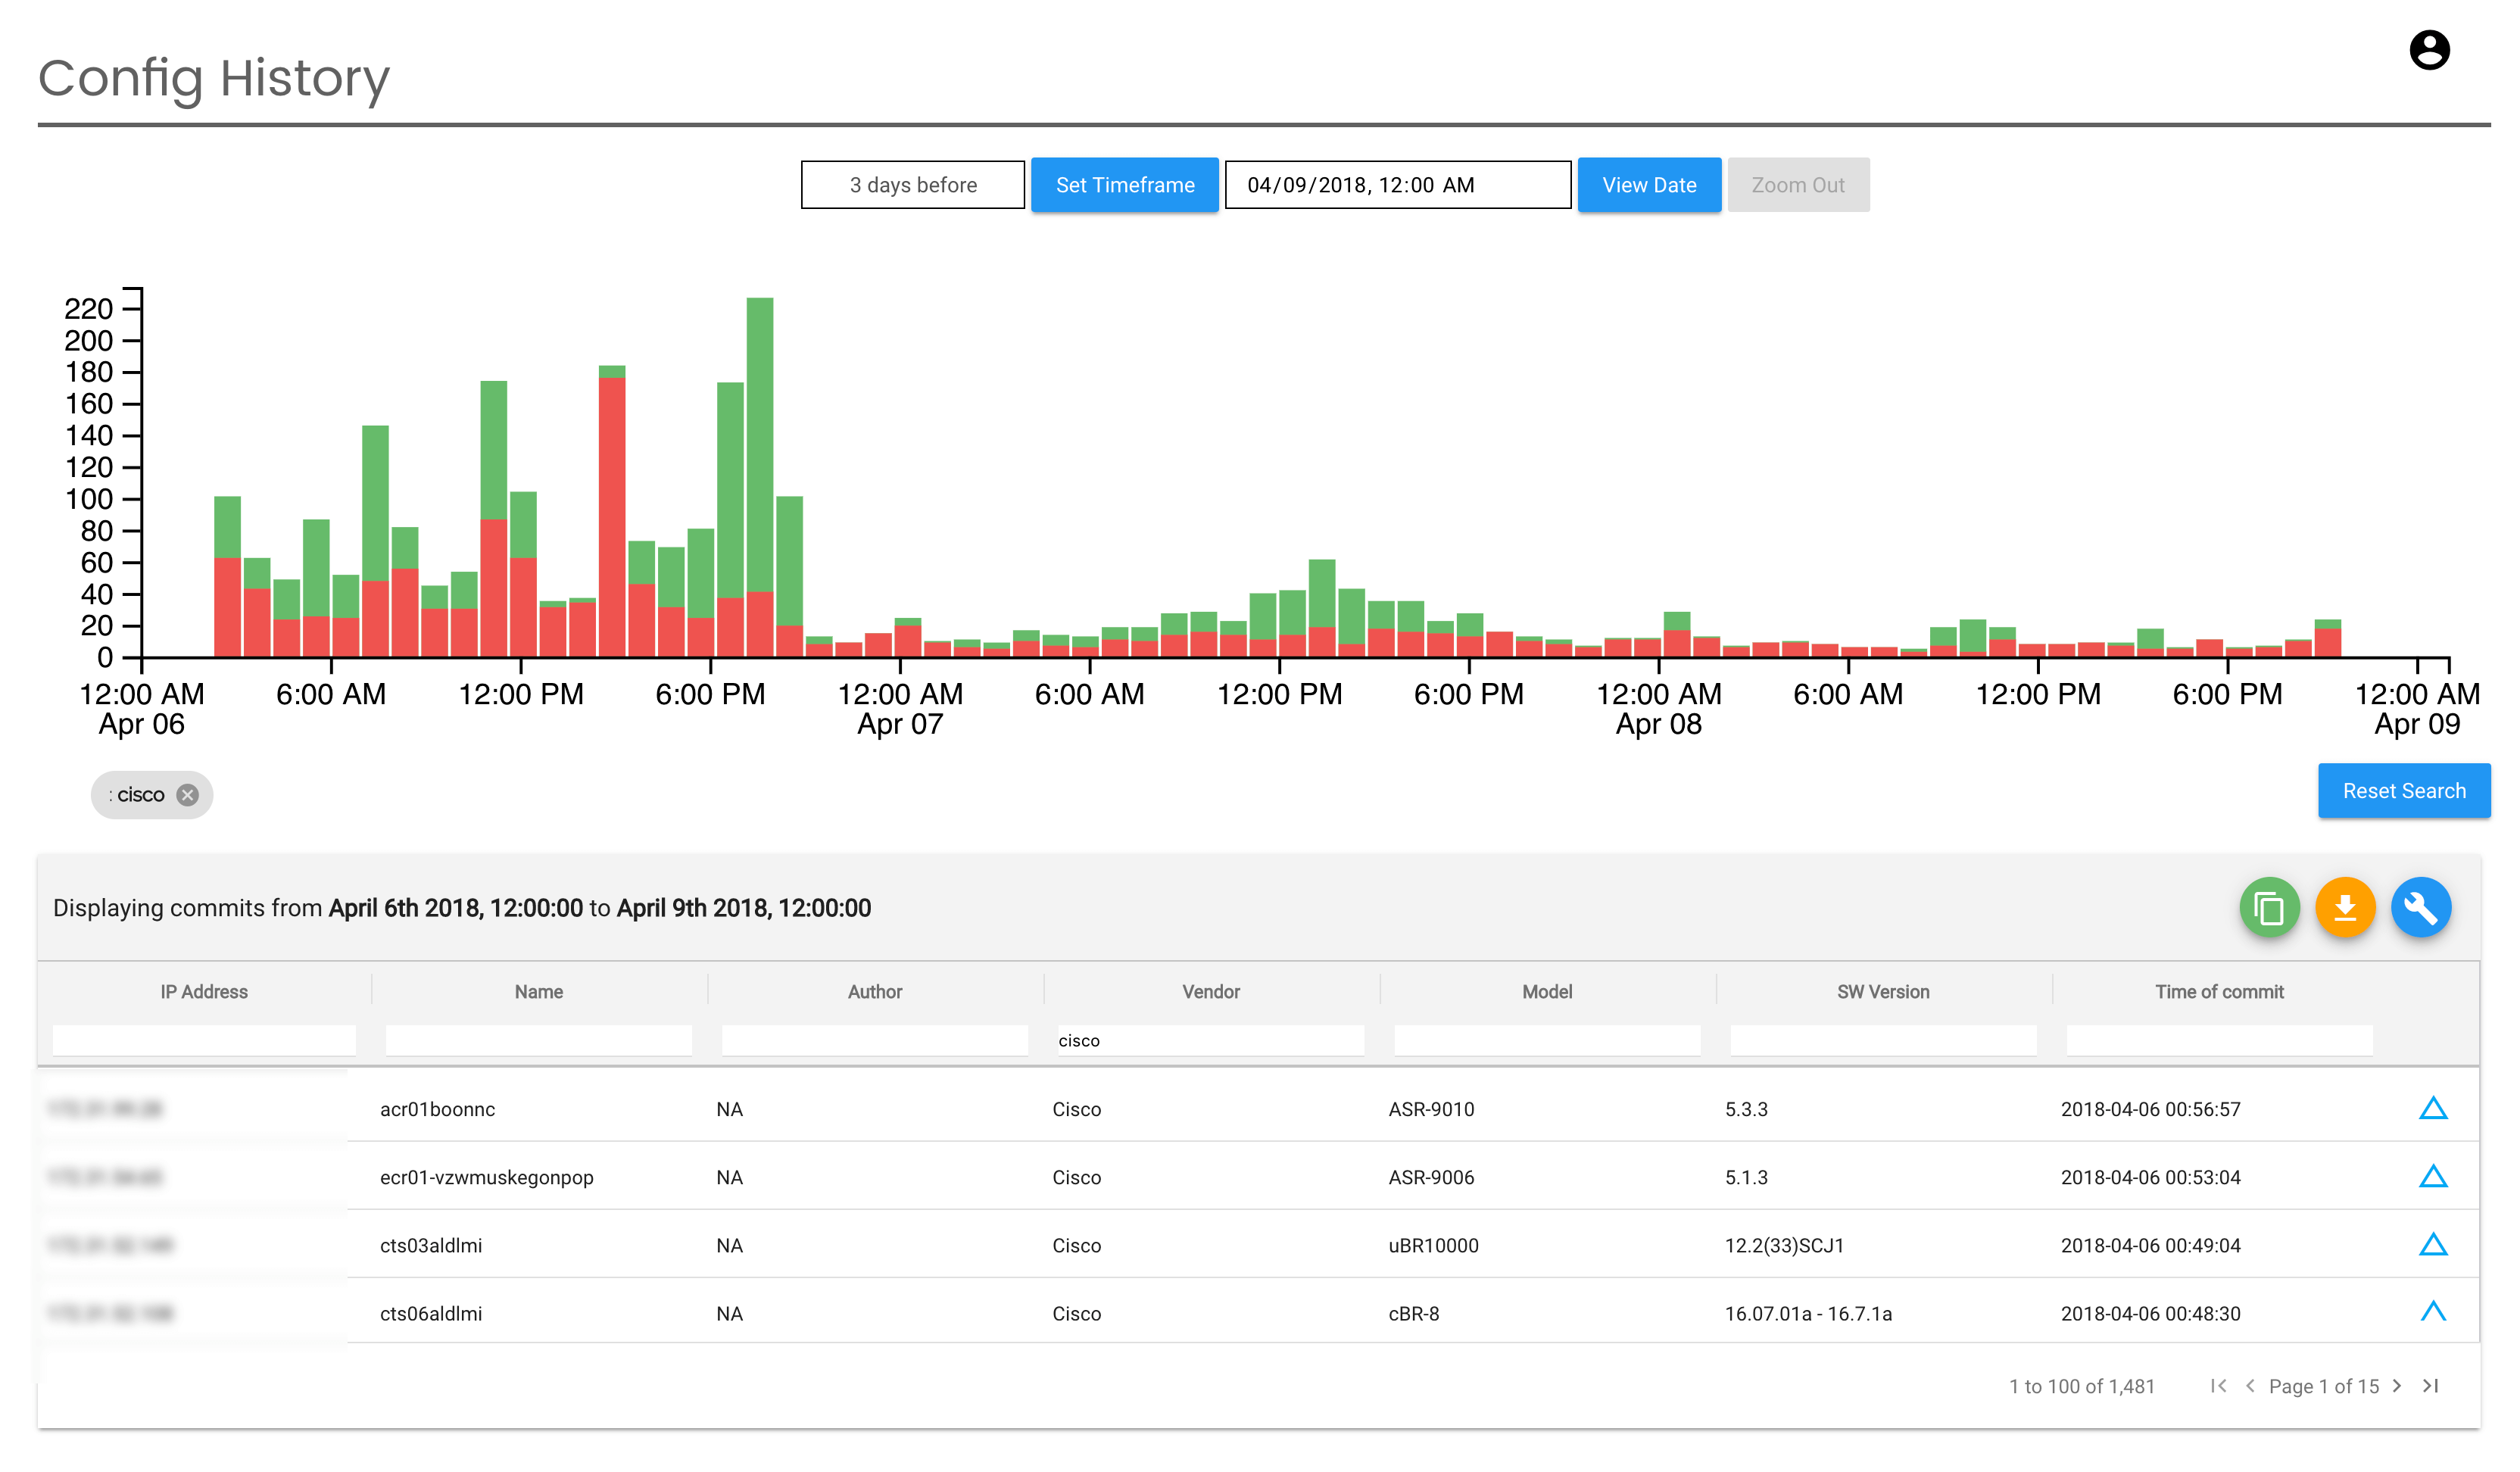 Config History
3 days before Set Timeframe 04/09/2018, 12:00 AM View Date Zoom Out
220
200
180
160
140
120
100
80
60
40
20
0
12:00 AM 6:00 AM 12:00 PM 6:00 PM 12:00 AM 6:00 AM 12:00 PM 6:00 PM 12:00 AM 6:00 AM 12:00 PM 6:00 PM 12:00 AM
Apr 06 Apr 07 Apr 08 Apr 09
: cisco Reset Search
Displaying commits from April 6th 2018, 12:00:00 to April 9th 2018, 12:00:00
IP Address Name Author Vendor Model SW Version Time of commit
cisco
acr01boonnc NA Cisco ASR-9010 5.3.3 2018-04-06 00:56:57
ecr01-vzwmuskegonpop NA Cisco ASR-9006 5.1.3 2018-04-06 00:53:04
cts03aldlmi NA Cisco uBR10000 12.2(33)SCJ1 2018-04-06 00:49:04
cts06aldlmi NA Cisco cBR-8 16.07.01a - 16.7.1a 2018-04-06 00:48:30
1 to 100 of 1,481 Page 1 of 15